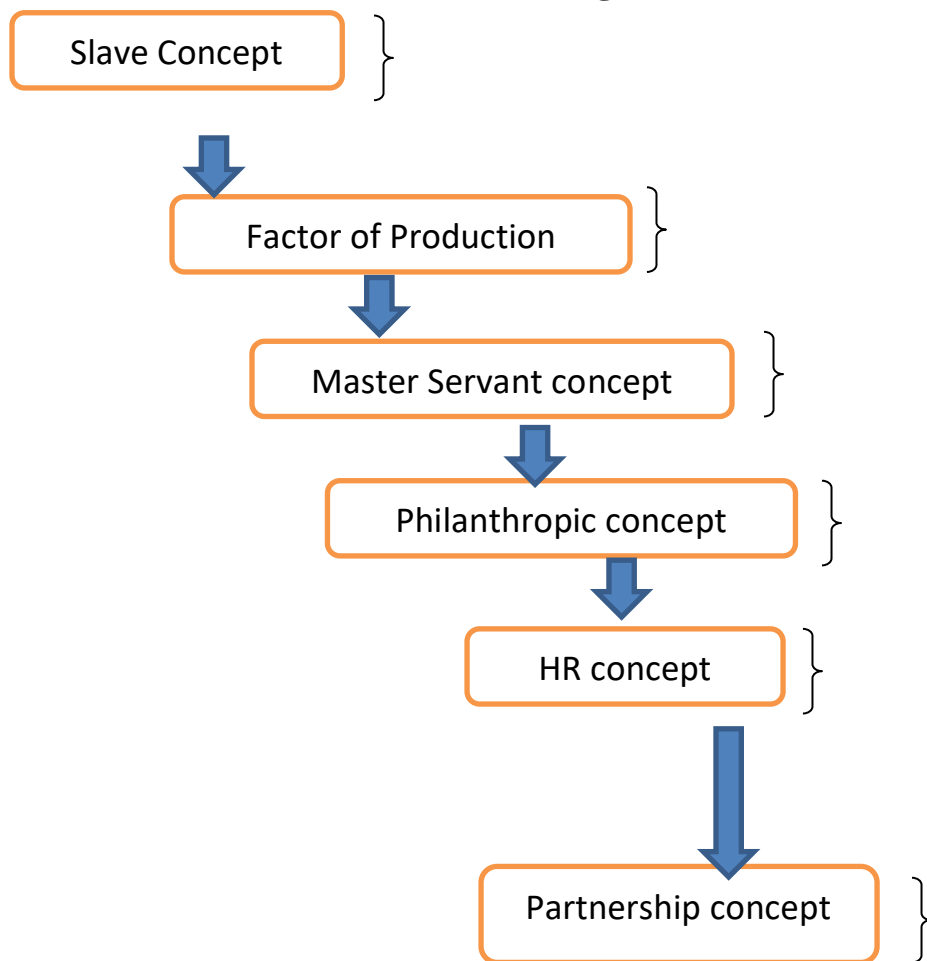 Slave Concept
Factor of Production
Master Servant concept
Philanthropic concept
HR concept
Partnership concept